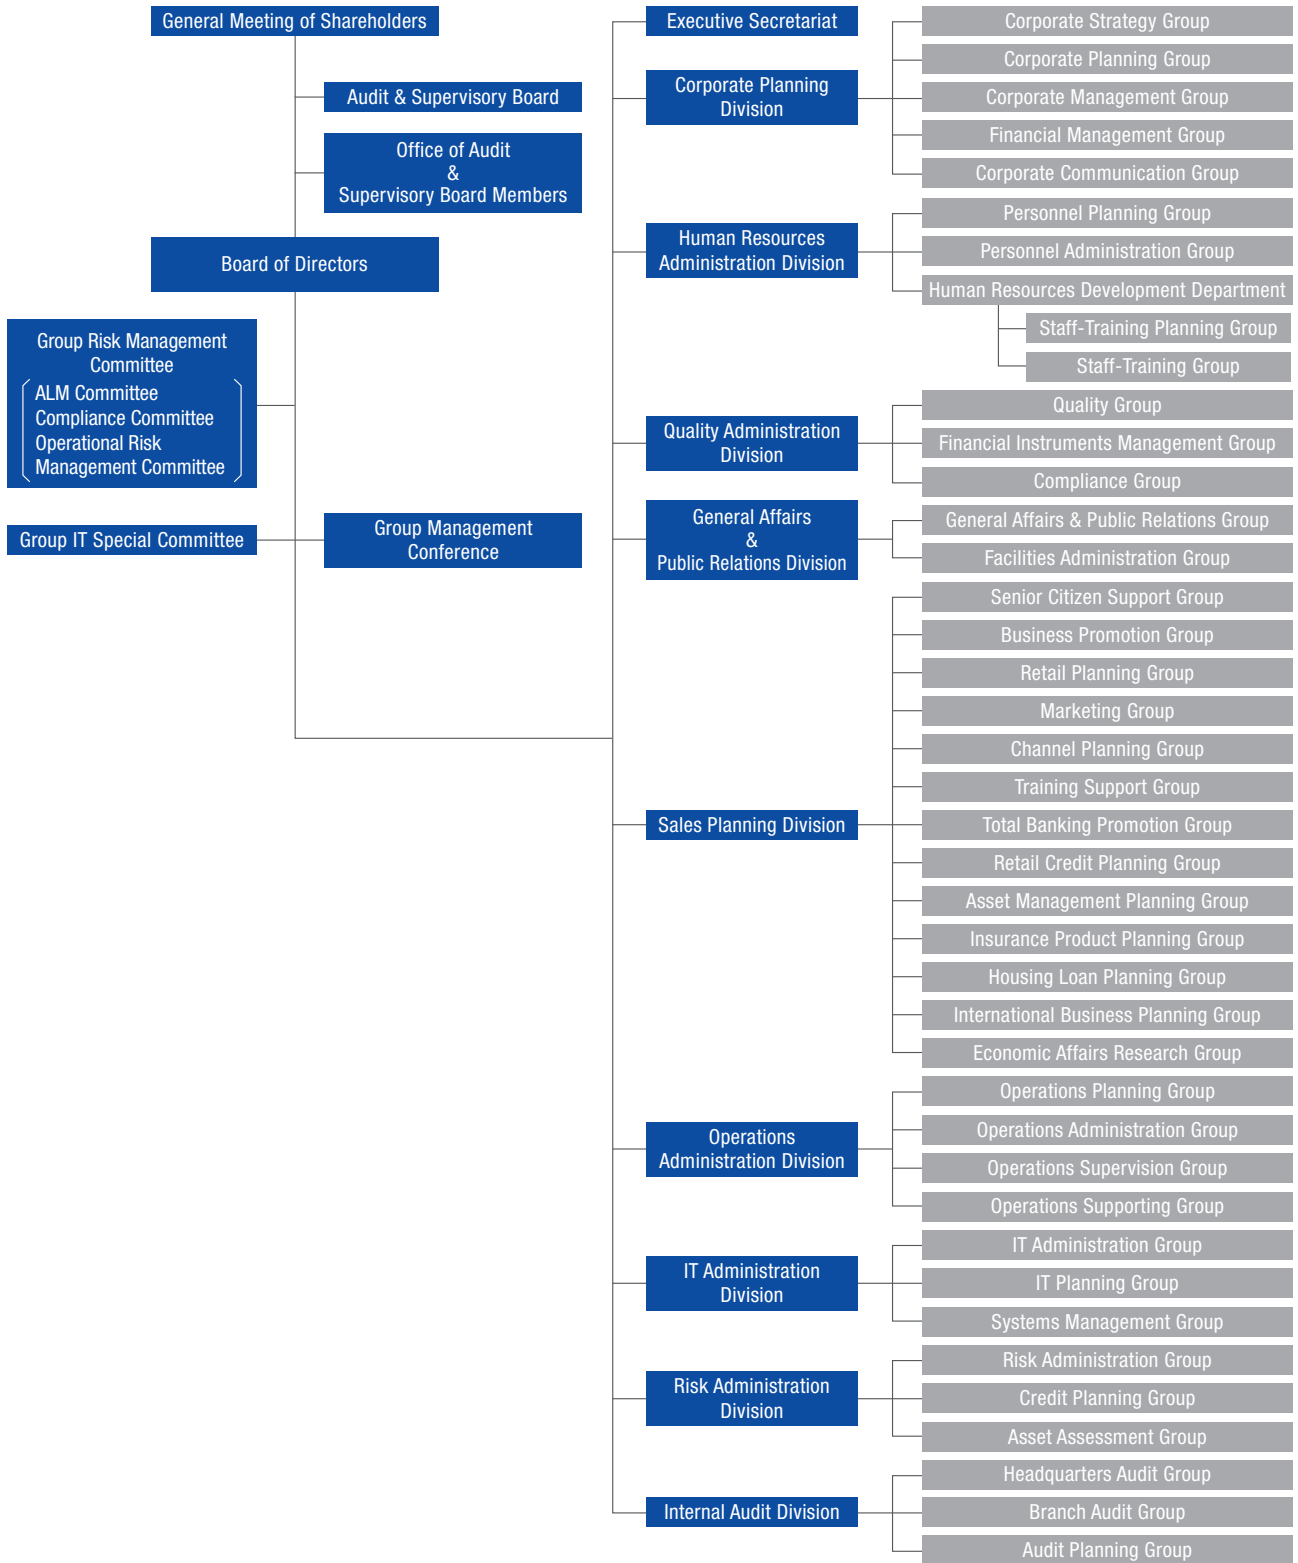 General Meeting of Shareholders
Audit & Supervisory Board
Office of Audit
&
Supervisory Board Members
Board of Directors
Group Risk Management
Committee
ALM Committee
Compliance Committee
Operational Risk
Management Committee
Group IT Special Committee
Group Management
Conference
Executive Secretariat
Corporate Planning
Division
Corporate Strategy Group
Corporate Planning Group
Corporate Management Group
Financial Management Group
Corporate Communication Group
Human Resources
Administration Division
Personnel Planning Group
Personnel Administration Group
Human Resources Development Department
Staff-Training Planning Group
Staff-Training Group
Quality Administration
Division
Quality Group
Financial Instruments Management Group
Compliance Group
General Affairs
&
Public Relations Division
General Affairs & Public Relations Group
Facilities Administration Group
Sales Planning Division
Senior Citizen Support Group
Business Promotion Group
Retail Planning Group
Marketing Group
Channel Planning Group
Training Support Group
Total Banking Promotion Group
Retail Credit Planning Group
Asset Management Planning Group
Insurance Product Planning Group
Housing Loan Planning Group
International Business Planning Group
Economic Affairs Research Group
Operations
Administration Division
Operations Planning Group
Operations Administration Group
Operations Supervision Group
Operations Supporting Group
IT Administration
Division
IT Administration Group
IT Planning Group
Systems Management Group
Risk Administration
Division
Risk Administration Group
Credit Planning Group
Asset Assessment Group
Internal Audit Division
Headquarters Audit Group
Branch Audit Group
Audit Planning Group